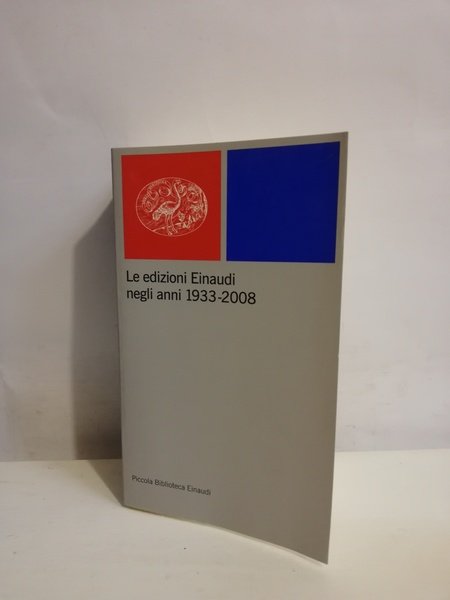 Le edizioni Einaudi
negli anni 1933-2008
Piccola Biblioteca Einaudi